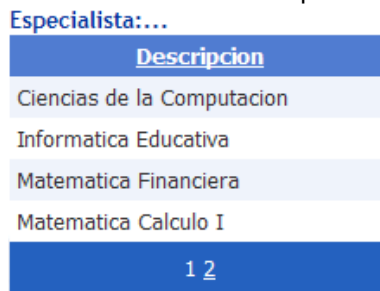 Especialista:...
Descripcion
Ciencias de la Computacion
Informatica Educativa
Matematica Financiera
Matematica Calculo I
1 2